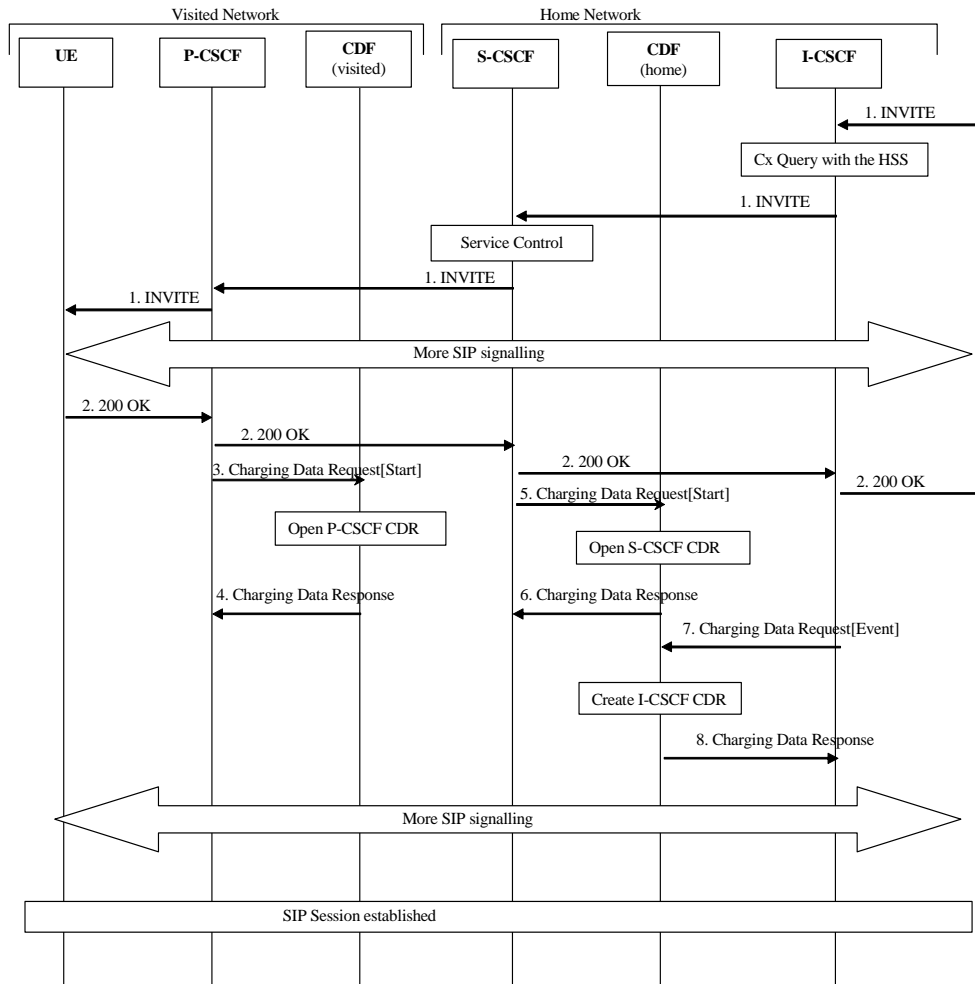 Visited Network
Home Network
UE
P-CSCF
CDF
(visited)
S-CSCF
CDF
(home)
I-CSCF
1. INVITE
Cx Query with the HSS
1. INVITE
Service Control
1. INVITE
1. INVITE
More SIP signalling
2. 200 OK
2. 200 OK
2. 200 OK
3. Charging Data Request[Start]
2. 200 OK
5. Charging Data Request[Start]
Open P-CSCF CDR
Open S-CSCF CDR
4. Charging Data Response
6. Charging Data Response
7. Charging Data Request[Event]
Create I-CSCF CDR
8. Charging Data Response
More SIP signalling
SIP Session established